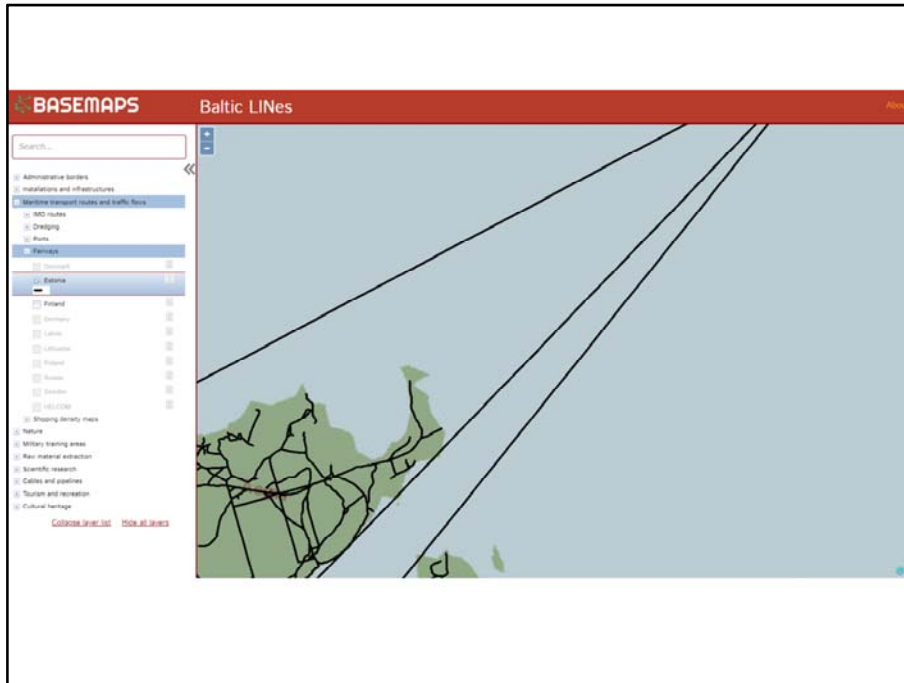 BASEMAPS
Baltic LINes
Abou
Search...
Administrative borders
Installations and infrastructures
Maritime transport routes and traffic flows
IMO routes
Dredging
Ports
Fairways
Denmark
Estonia
Finland
Germany
Latvia
Lithuania
Poland
Russia
Sweden
HELCOM
Shipping density maps
Nature
Military training areas
Raw material extraction
Scientific research
Cables and pipelines
Tourism and recreation
Cultural heritage
Collapse layer list Hide all layers